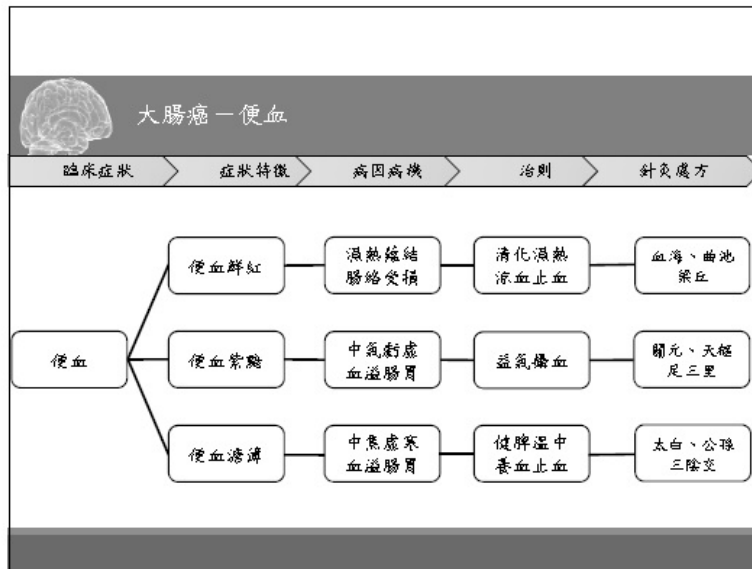 大腸癌－便血
臨床症狀
症狀特徵
病因病機
治則
針灸處方
便血
便血鮮紅
濕熱蘊結
腸絡受損
清化濕熱
涼血止血
血海、曲池
梁丘
便血紫黯
中氣虧虛
血溢腸胃
益氣攝血
關元、天樞
足三里
便血溏薄
中焦虛寒
血溢腸胃
健脾溫中
養血止血
太白、公孫
三陰交